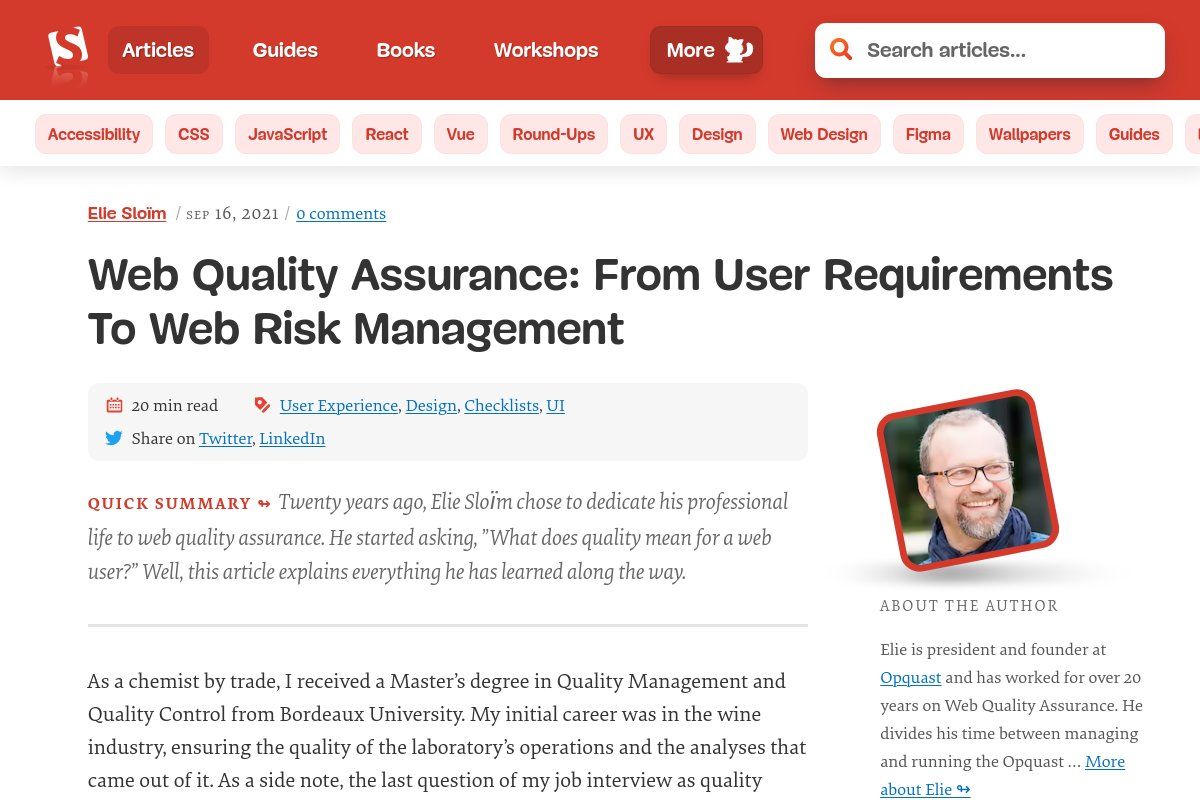 Articles Guides Books Workshops More Search articles...
Accessibility CSS JavaScript React Vue Round-Ups UX Design Web Design Figma Wallpapers Guides
Elie Sloïm / SEP 16, 2021 / 0 comments
Web Quality Assurance: From User Requirements
To Web Risk Management
20 min read User Experience, Design, Checklists, UI
Share on Twitter, LinkedIn
QUICK SUMMARY ↬ Twenty years ago, Elie Sloïm chose to dedicate his professional
life to web quality assurance. He started asking, ”What does quality mean for a web
user?” Well, this article explains everything he has learned along the way.
As a chemist by trade, I received a Master’s degree in Quality Management and
Quality Control from Bordeaux University. My initial career was in the wine
industry, ensuring the quality of the laboratory’s operations and the analyses that
came out of it. As a side note, the last question of my job interview as quality
ABOUT THE AUTHOR
Elie is president and founder at
Opquast and has worked for over 20
years on Web Quality Assurance. He
divides his time between managing
and running the Opquast … More
about Elie ↬